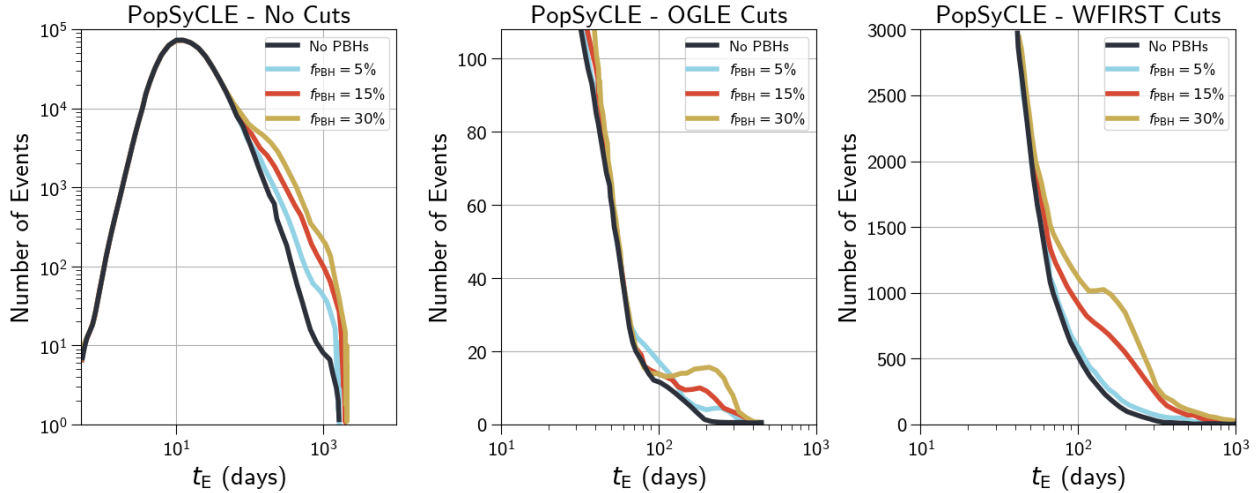 PopSyCLE - No Cuts
Number of Events
10^5
10^4
10^3
10^2
10^1
10^0
No PBHs
f_PBH = 5%
f_PBH = 15%
f_PBH = 30%
10^1
10^3
t_E (days)
PopSyCLE - OGLE Cuts
Number of Events
100
80
60
40
20
0
No PBHs
f_PBH = 5%
f_PBH = 15%
f_PBH = 30%
10^1
10^2
10^3
t_E (days)
PopSyCLE - WFIRST Cuts
Number of Events
3000
2500
2000
1500
1000
500
0
No PBHs
f_PBH = 5%
f_PBH = 15%
f_PBH = 30%
10^1
10^2
10^3
t_E (days)